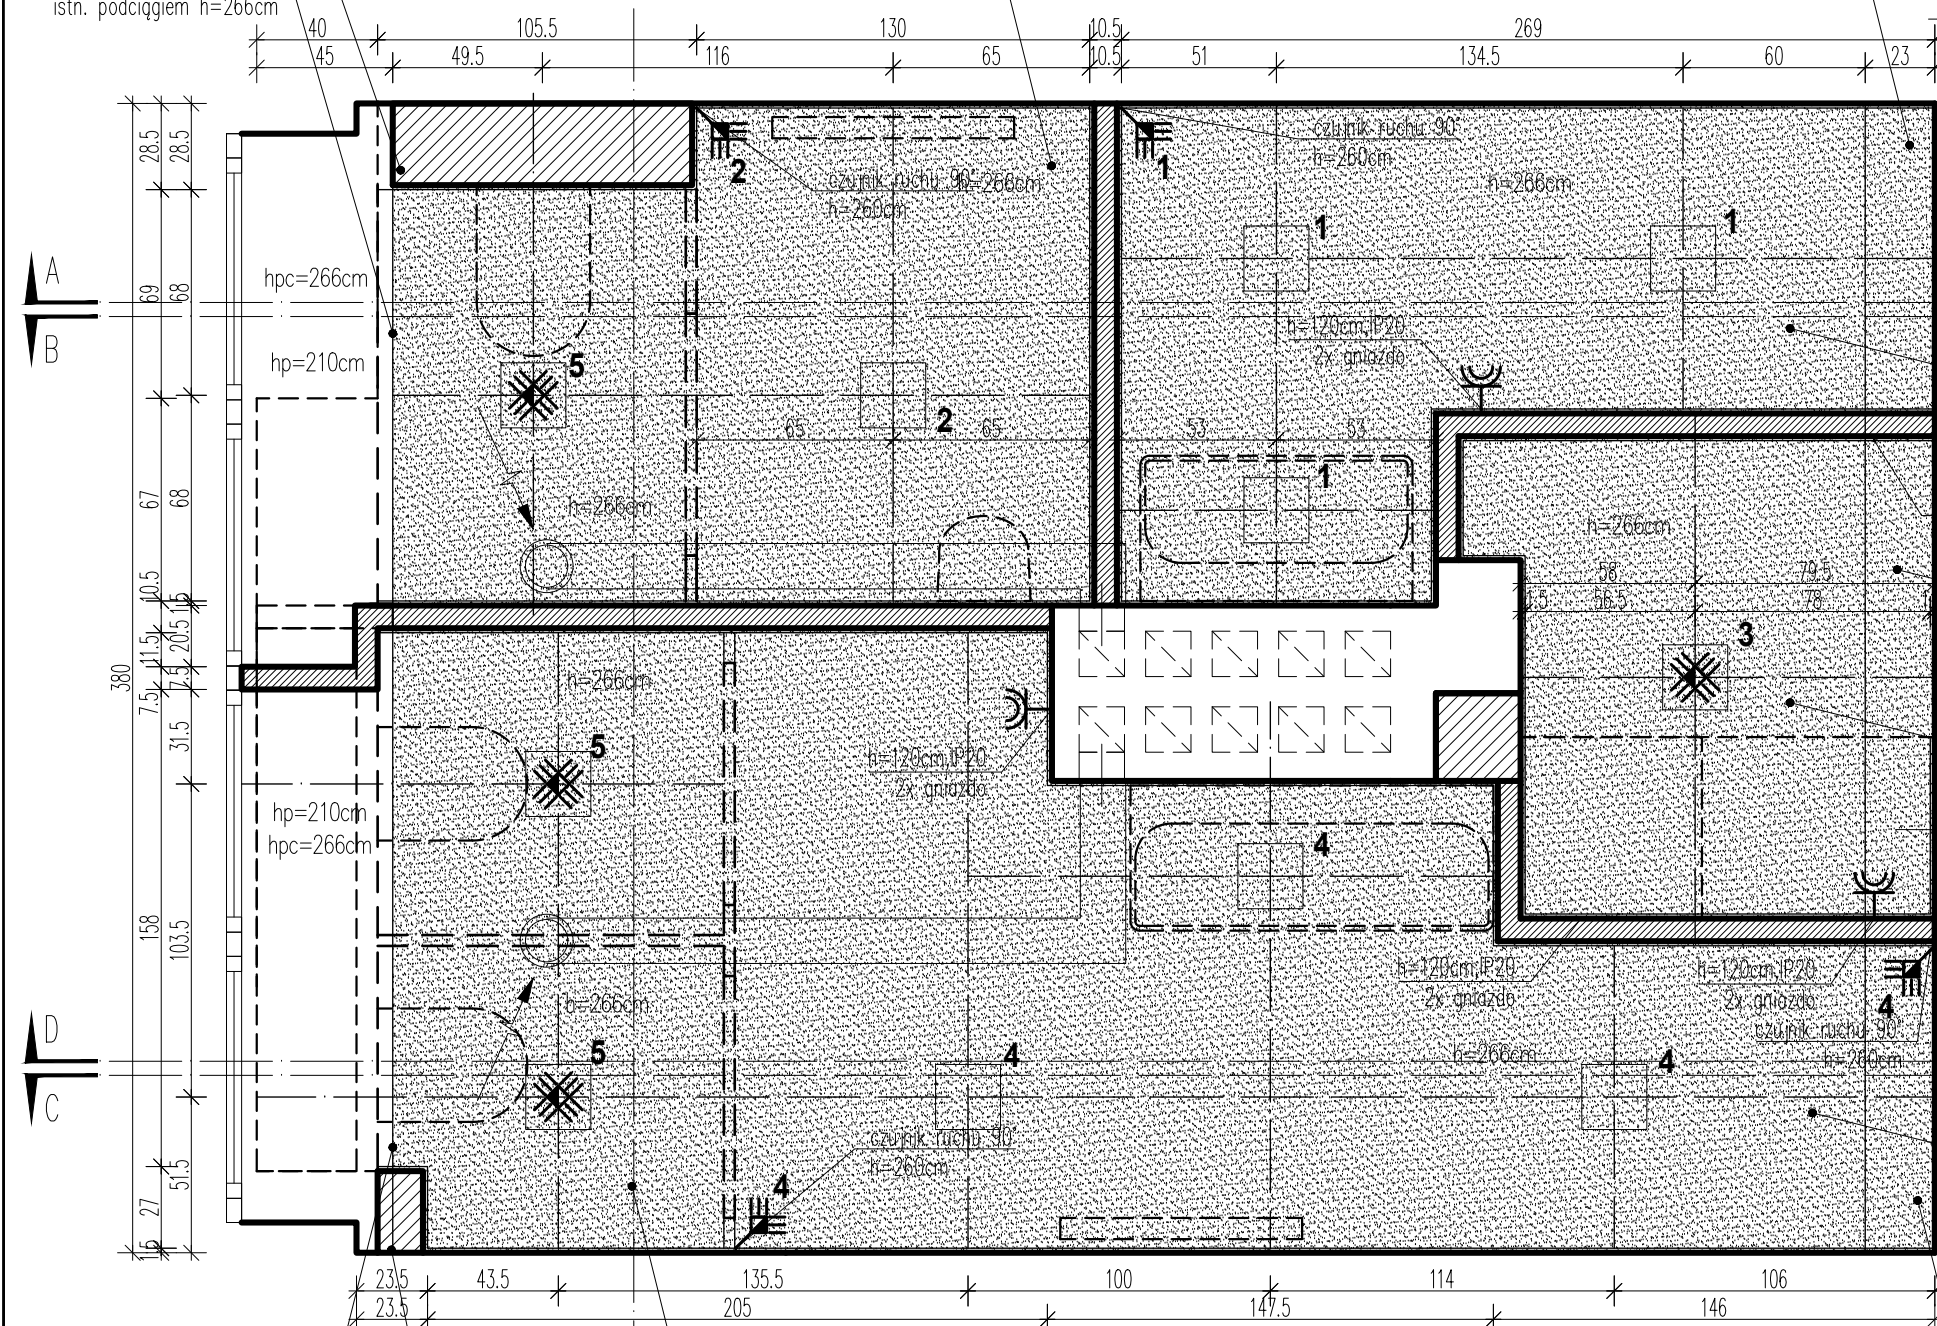 istn. podciągiem h=266cm
40 105.5 130 10.5 269
45 49.5 116 65 10.5 51 134.5 60 23
28.5 28.5
czujnik ruchu 90°
h=260cm
2
1
czujnik ruchu 90°
h=260cm
h=266cm
h=266cm
1
1
A
hpc=266cm
69 68
B
h=120cm,IP20
2x gniazdo
hp=210cm
5
2
65 65 53 53
1
67 68
h=266cm
h=266cm
58 79.5
56.5 78
10.5
11.5 20.5
3
380
7.5
7.5
h=266cm
31.5
5
h=120cm,IP20
2x gniazdo
hp=210cm
hpc=266cm
4
158 103.5
h=120cm,IP20
2x gniazdo
h=120cm,IP20
2x gniazdo
4
czujnik ruchu 90°
h=260cm
h=266cm
D
5
4
h=266cm
4
C
czujnik ruchu 90°
h=260cm
51.5
4
27
23.5 43.5 135.5 100 114 106
23.5 205 147.5 146